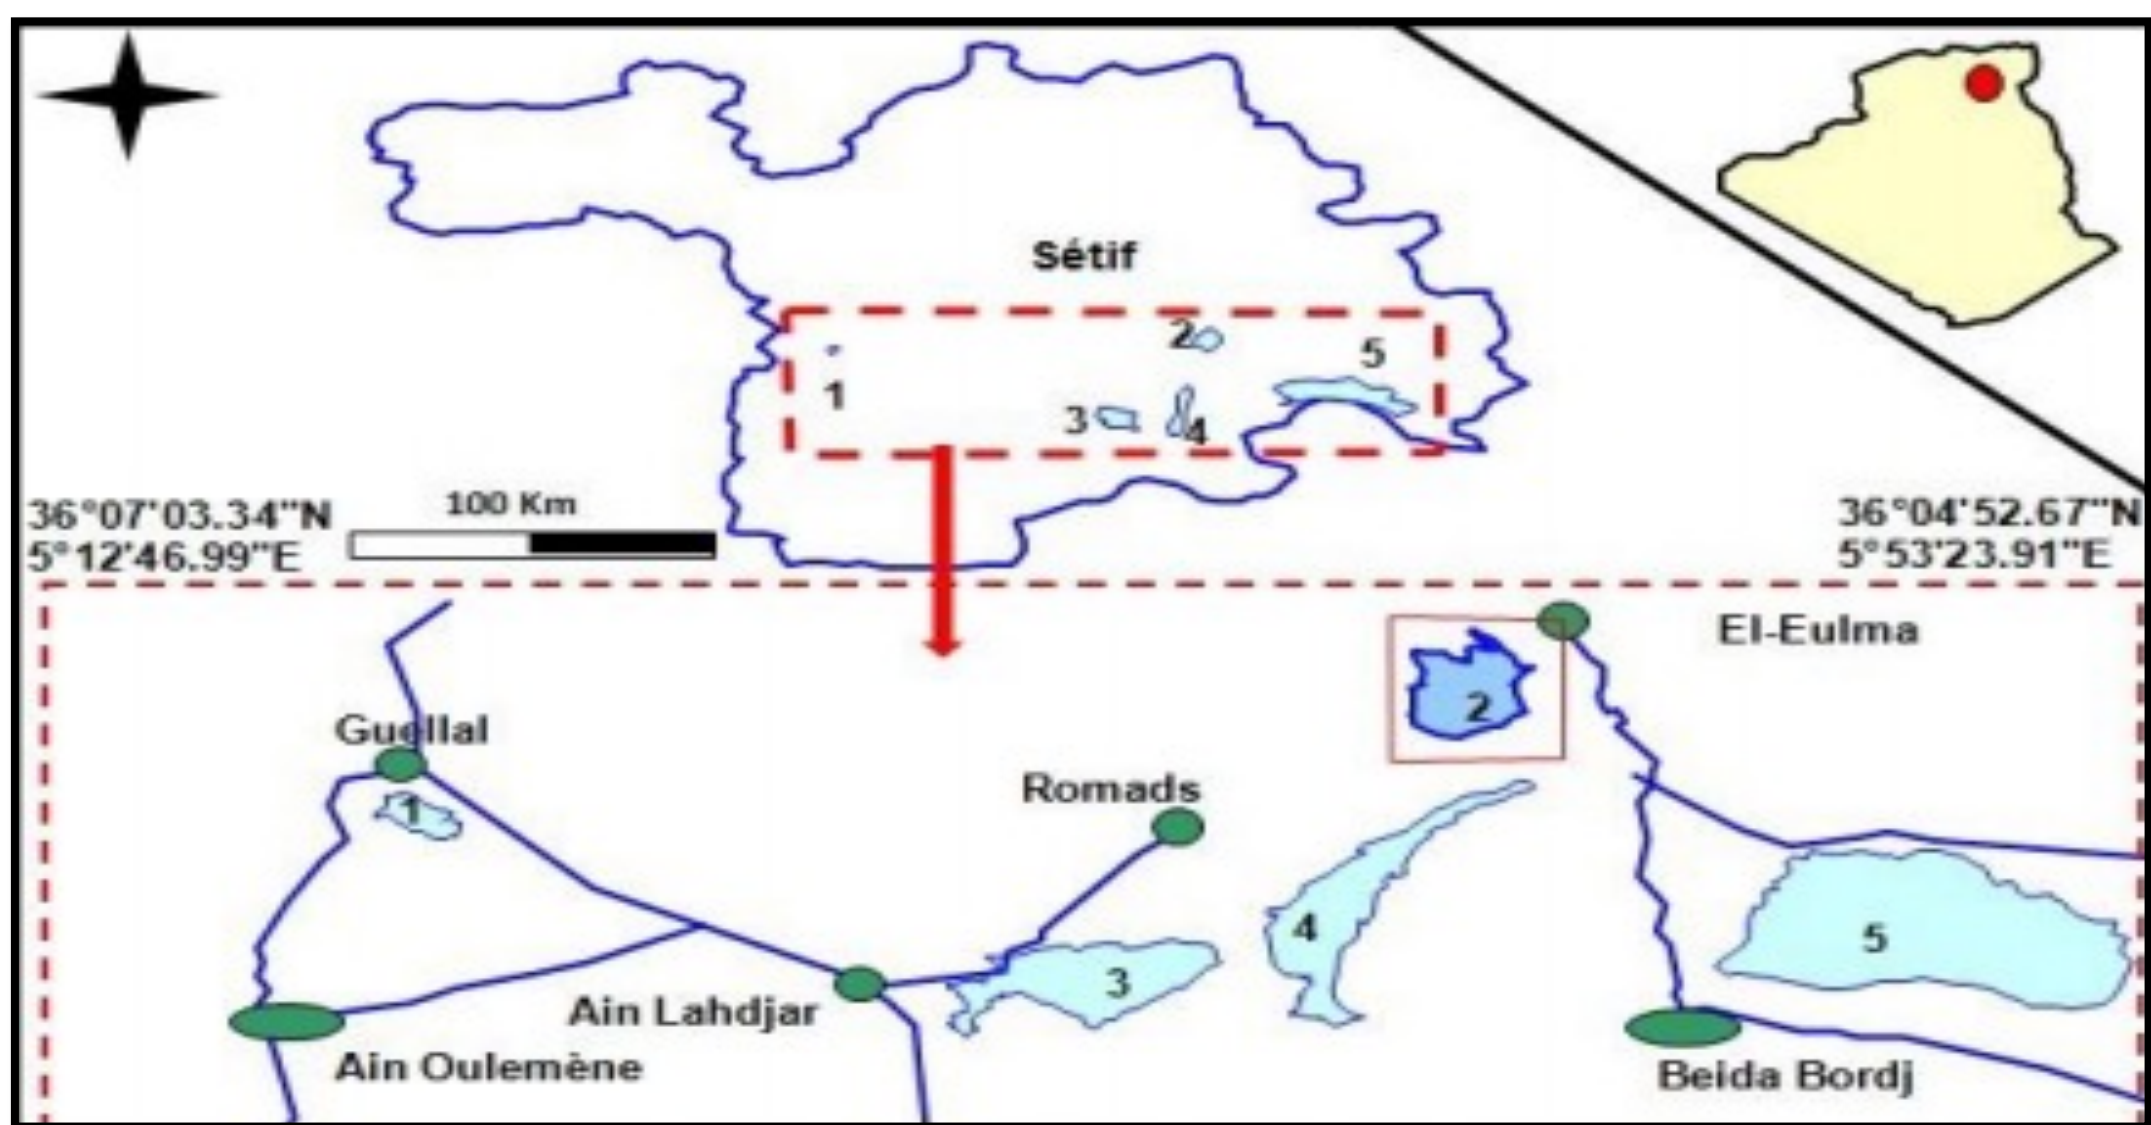 Sétif
2
5
1
3
4
100 Km
36°07'03.34"N
5°12'46.99"E
36°04'52.67"N
5°53'23.91"E
El-Eulma
2
Guellal
1
Romads
4
5
3
Ain Lahdjar
Ain Oulemène
Beida Bordj